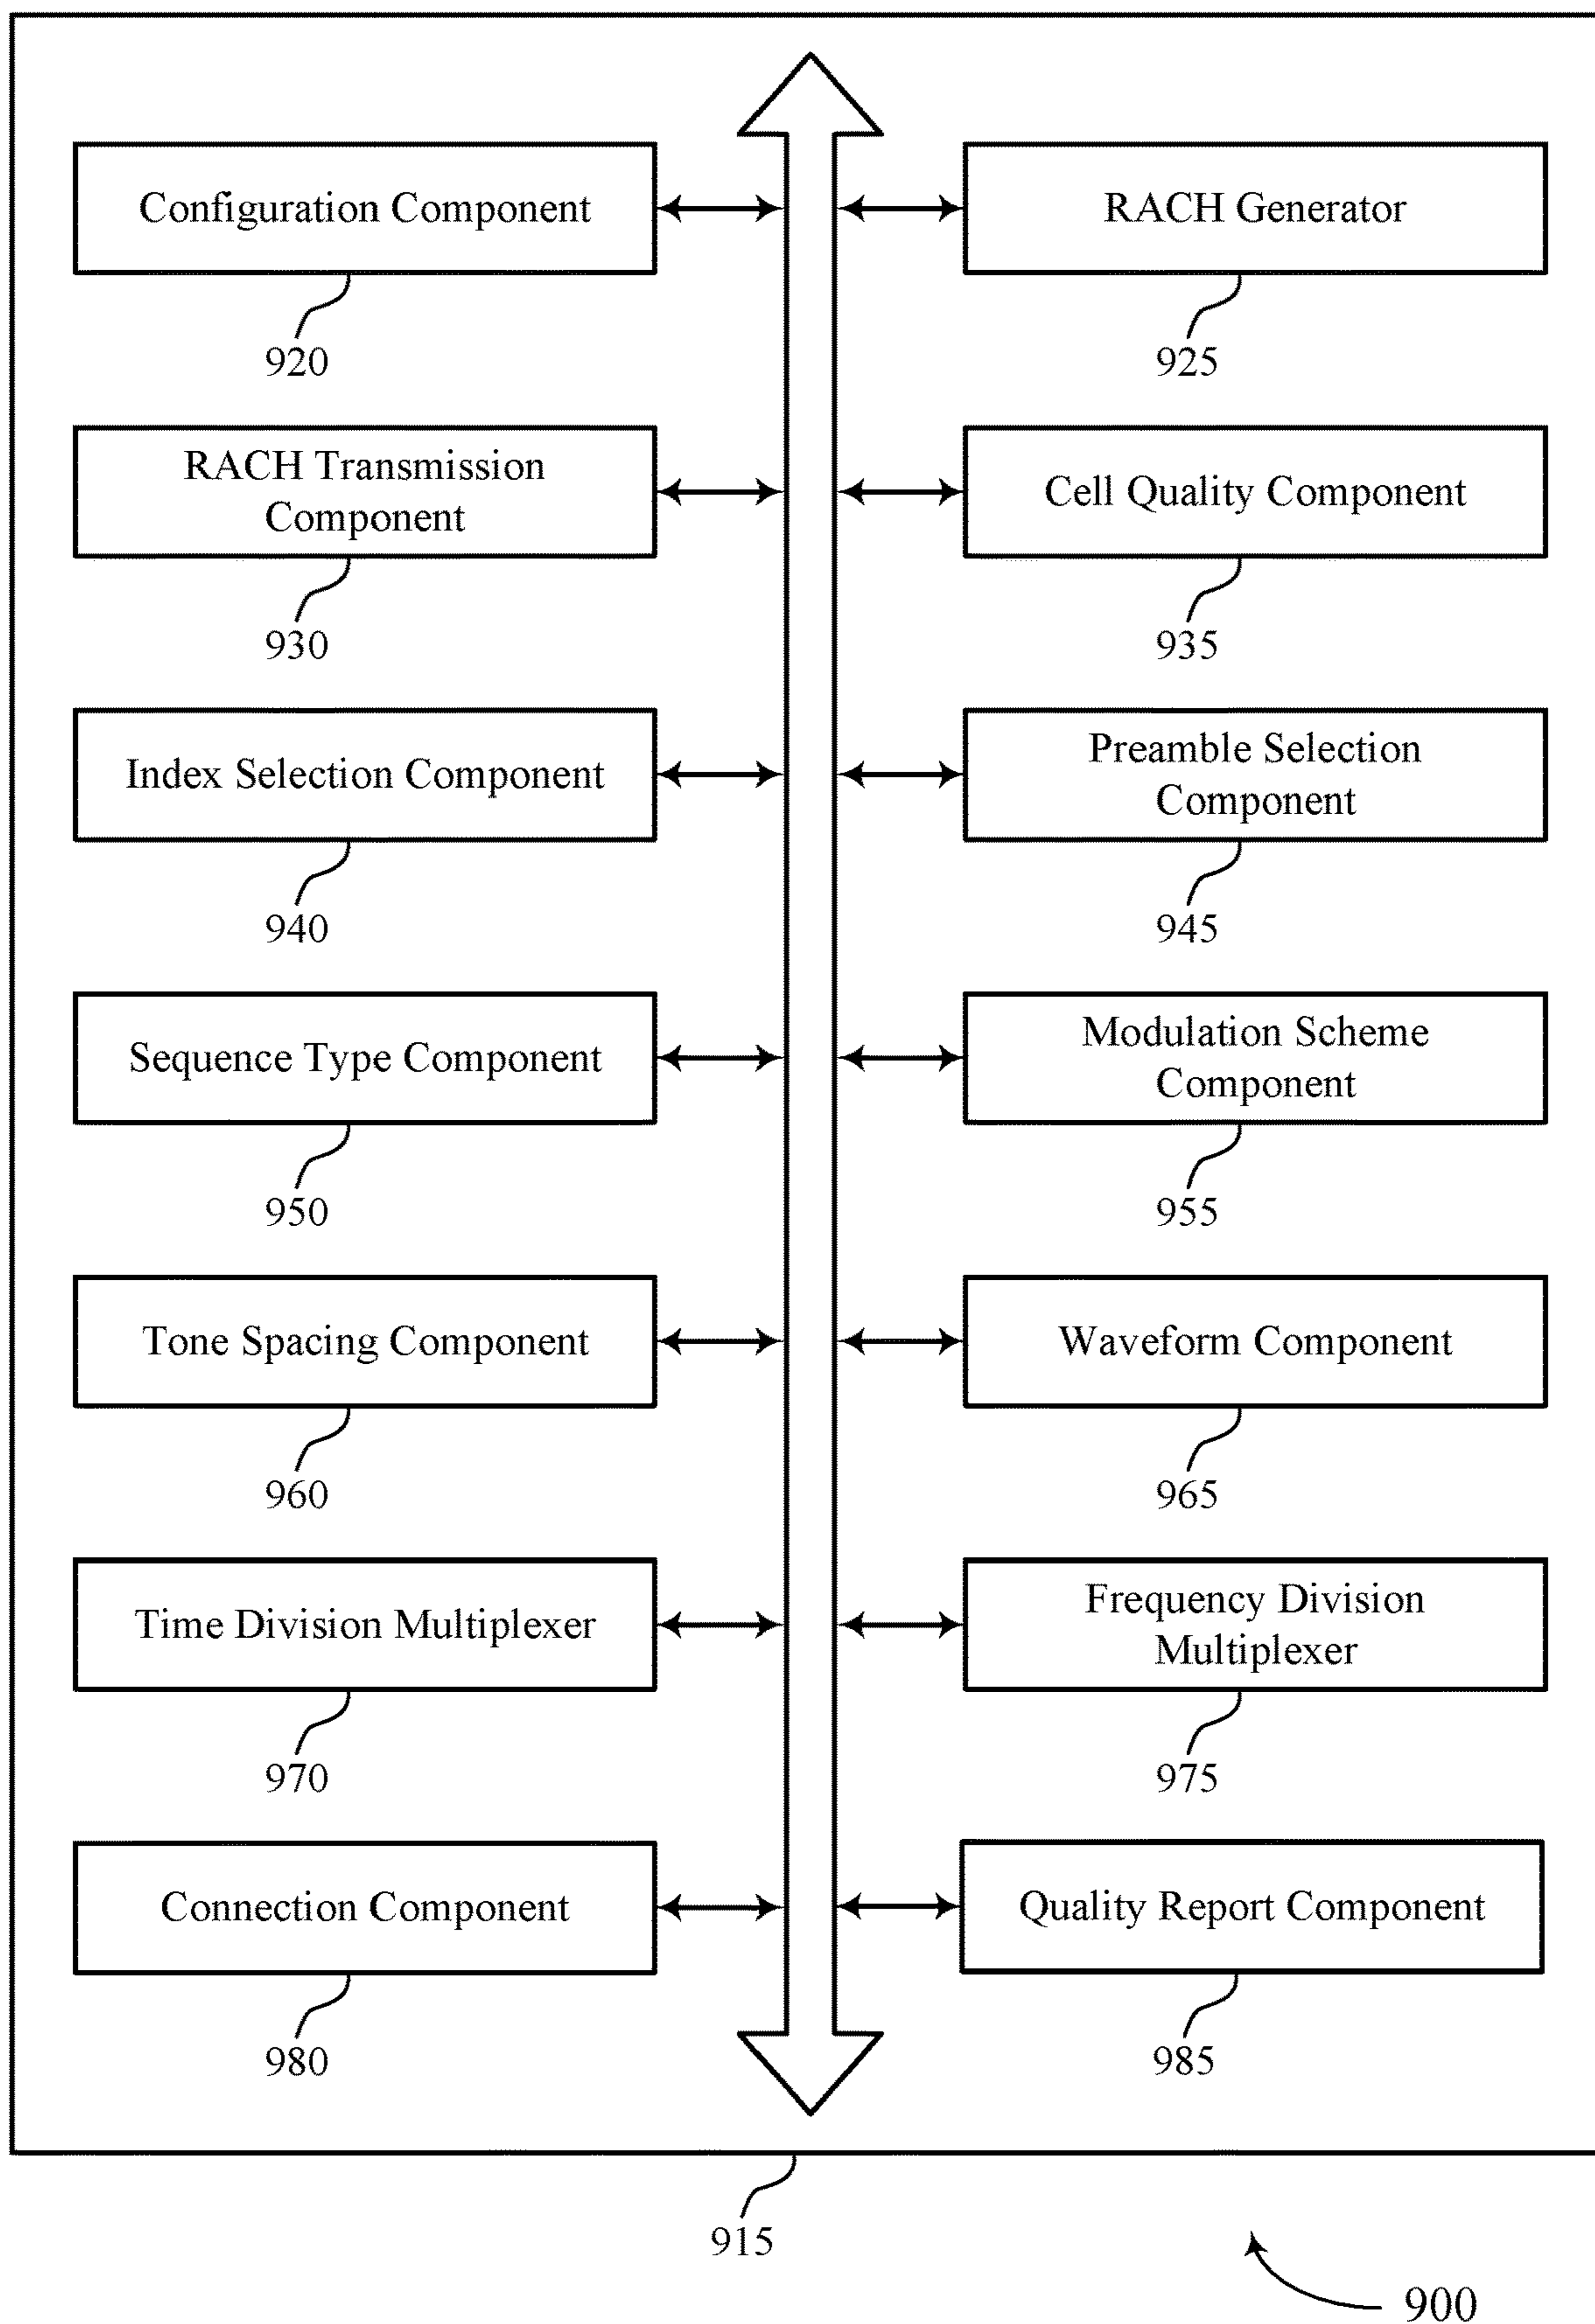 Configuration Component
920
RACH Generator
925
RACH Transmission
Component
930
Cell Quality Component
935
Index Selection Component
940
Preamble Selection
Component
945
Sequence Type Component
950
Modulation Scheme
Component
955
Tone Spacing Component
960
Waveform Component
965
Time Division Multiplexer
970
Frequency Division
Multiplexer
975
Connection Component
980
Quality Report Component
985
915
900